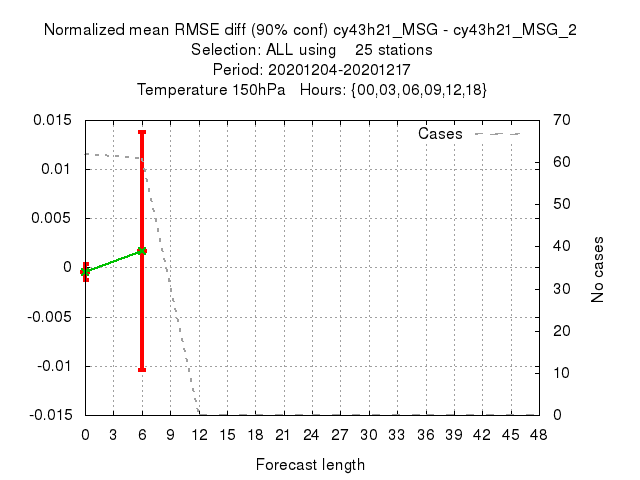 Normalized mean RMSE diff (90% conf) cy43h21_MSG - cy43h21_MSG_2
Selection: ALL using    25 stations
Period: 20201204-20201217
Temperature 150hPa   Hours: {00,03,06,09,12,18}
Cases
0.015
0.01
0.005
0
-0.005
-0.01
-0.015
70
60
50
40
30
20
10
0
No cases
0 3 6 9 12 15 18 21 24 27 30 33 36 39 42 45 48
Forecast length